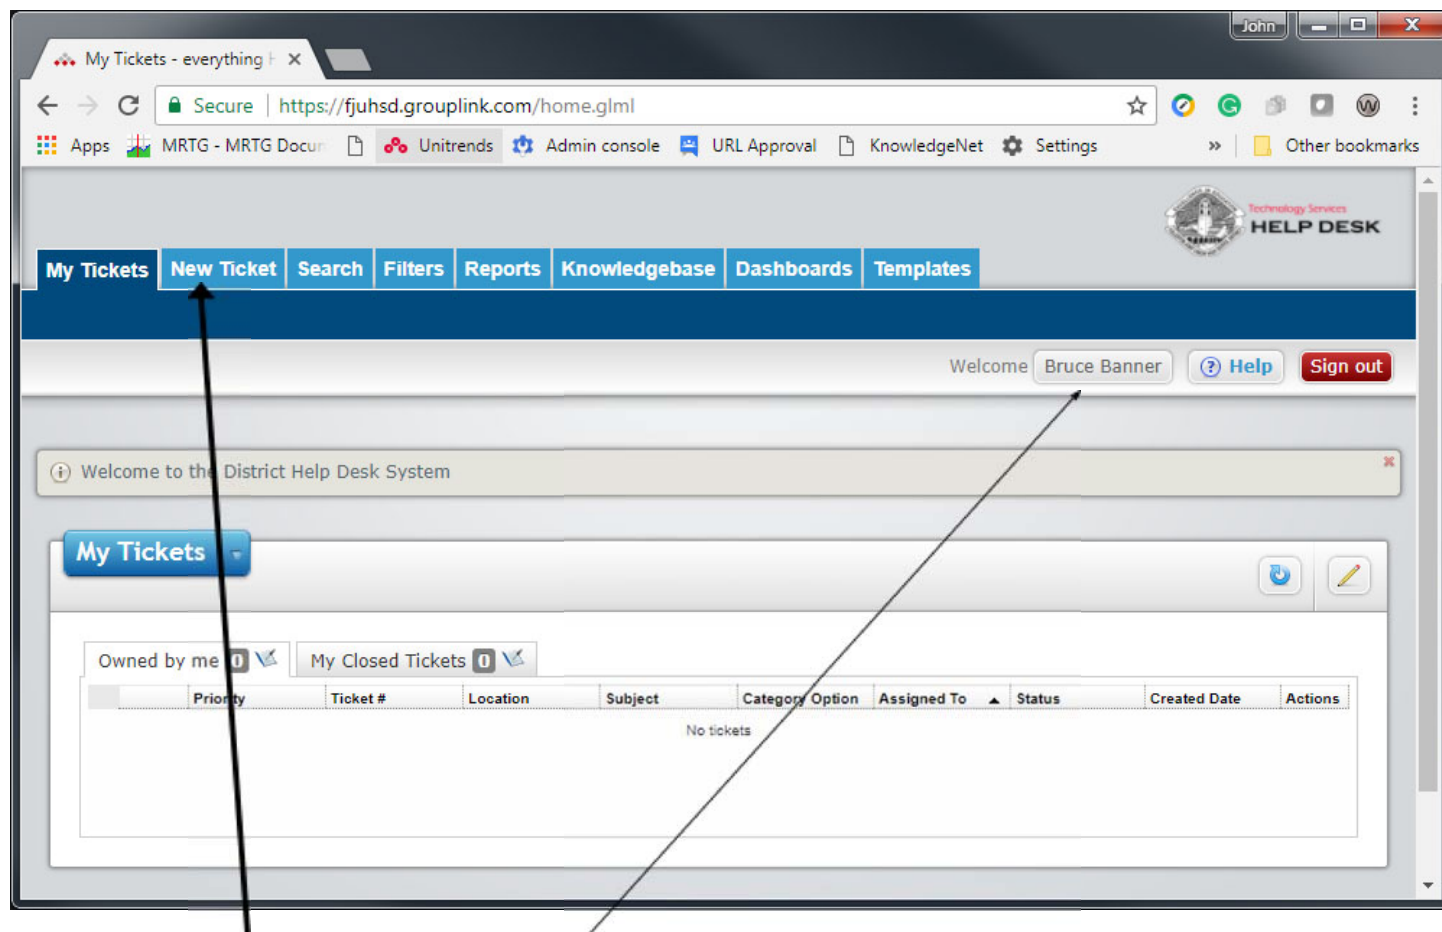 John
My Tickets - everything H
Secure | https://fjuhsd.grouplink.com/home.glml
Apps MRTG - MRTG Docum Unitrends Admin console URL Approval KnowledgeNet Settings » Other bookmarks
Technology Services
HELP DESK
My Tickets New Ticket Search Filters Reports Knowledgebase Dashboards Templates
Welcome Bruce Banner Help Sign out
Welcome to the District Help Desk System
My Tickets
Owned by me 0 My Closed Tickets 0
Priority Ticket # Location Subject Category Option Assigned To Status Created Date Actions
No tickets